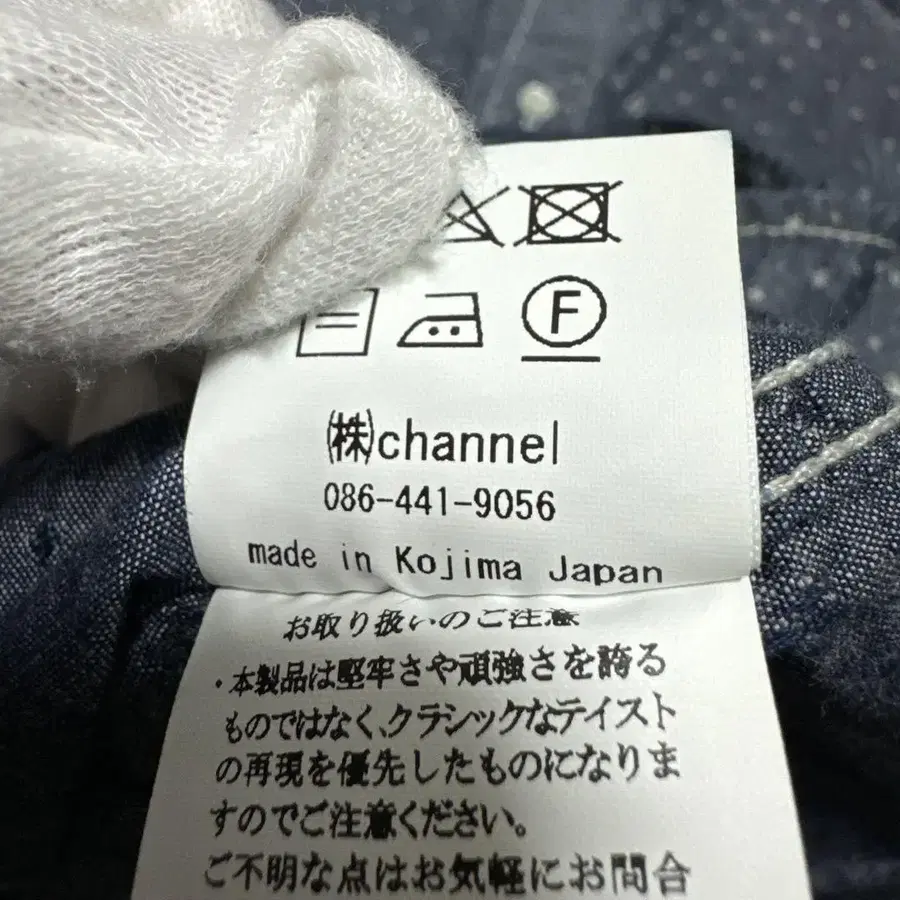 F
㈱channel
086-441-9056
made in Kojima Japan
お取り扱いのご注意
・本製品は堅牢さや頑強さを誇る
ものではなく、クラシックなテイスト
の再現を優先したものになりま
すのでご注意ください。
ご不明な点はお気軽にお問合